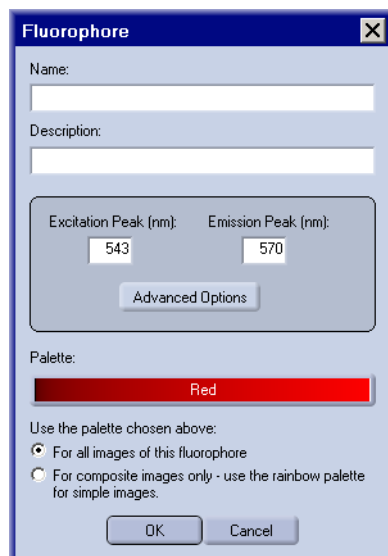 Fluorophore
Name:
Description:
Excitation Peak (nm): Emission Peak (nm):
543 570
Advanced Options
Palette:
Red
Use the palette chosen above:
For all images of this fluorophore
For composite images only - use the rainbow palette
for simple images.
OK Cancel